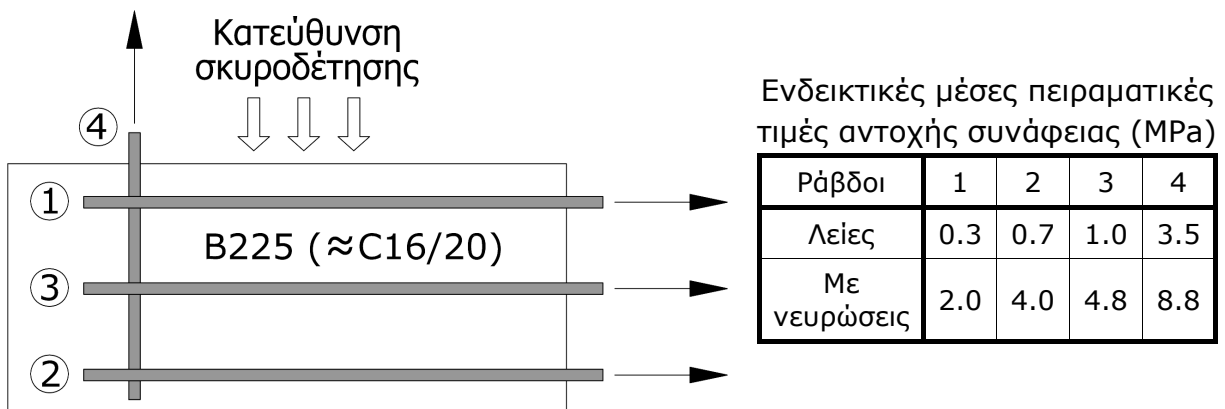 Κατεύθυνση
σκυροδέτησης
④
①
B225 (≈C16/20)
③
②
Ενδεικτικές μέσες πειραματικές
τιμές αντοχής συνάφειας (MPa)
Ράβδοι 1 2 3 4
Λείες 0.3 0.7 1.0 3.5
Με
νευρώσεις 2.0 4.0 4.8 8.8